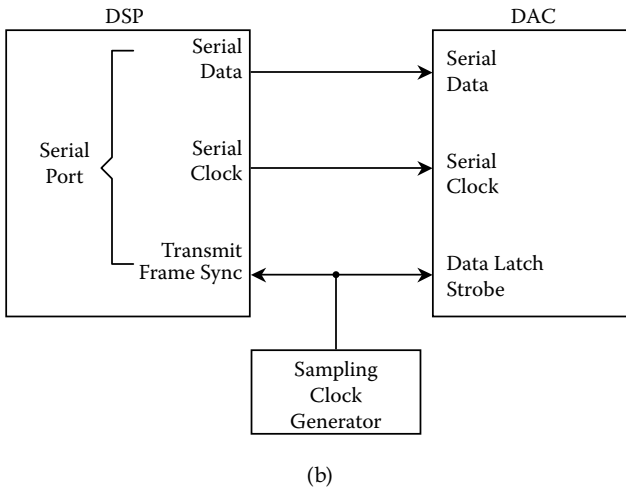 DSP
DAC
Serial
Data
Serial
Data
Serial
Port
Serial
Clock
Serial
Clock
Transmit
Frame Sync
Data Latch
Strobe
Sampling
Clock
Generator
(b)